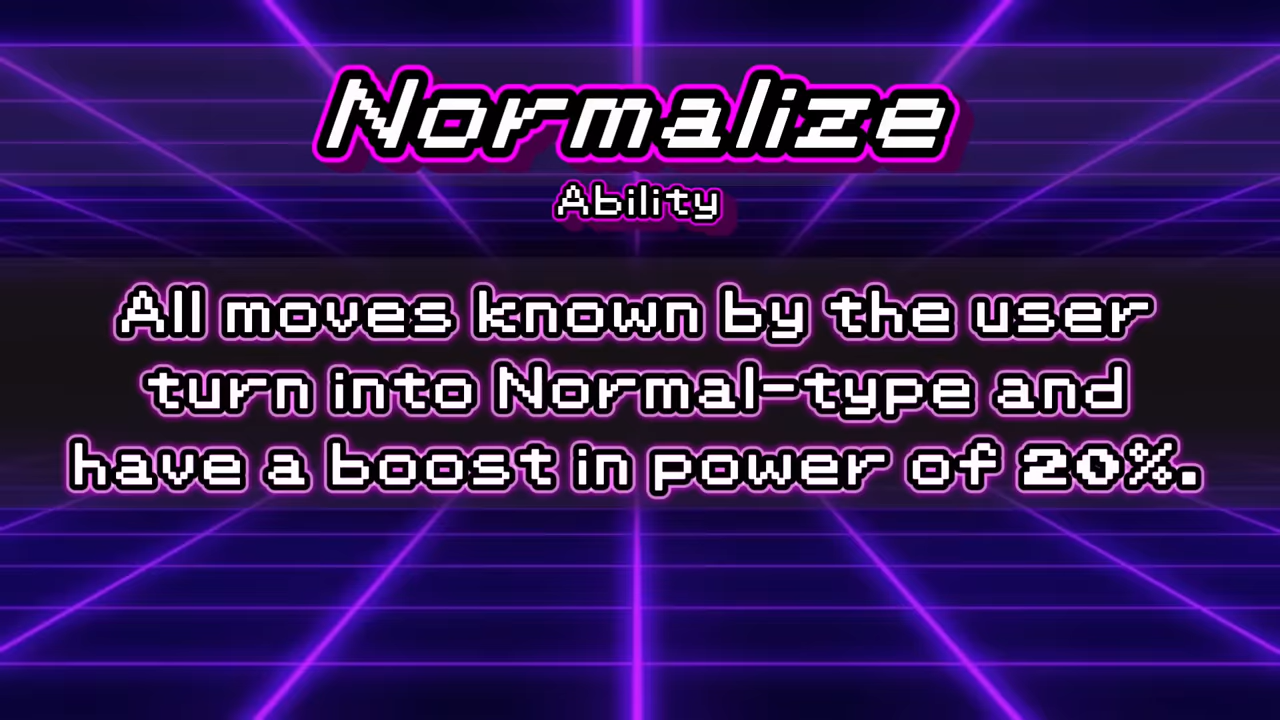 Normalize
Ability
All moves known by the user
turn into Normal-type and
have a boost in power of 20%.